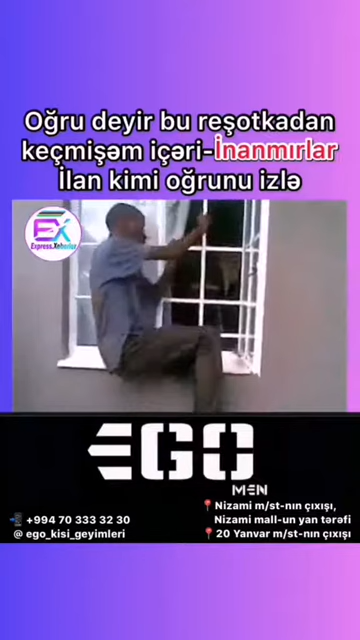 Oğru deyir bu reşotkadan
keçmişəm içəri-İnanmırlar
İlan kimi oğrunu izlə
EX
Express.Xeberler
EGO
MEN
+994 70 333 32 30
@ ego_kisi_geyimleri
Nizami m/st-nın çıxışı,
Nizami mall-un yan tərəfi
20 Yanvar m/st-nın çıxışı